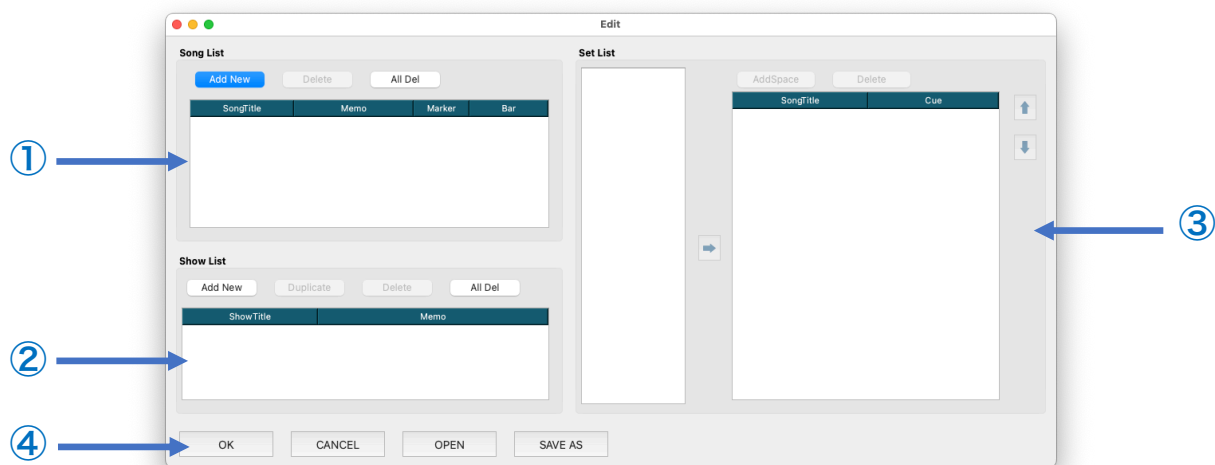 Edit
Song List
Add New Delete All Del
SongTitle Memo Marker Bar
①
Show List
Add New Duplicate Delete All Del
ShowTitle Memo
②
Set List
AddSpace Delete
SongTitle Cue
③
④
OK CANCEL OPEN SAVE AS